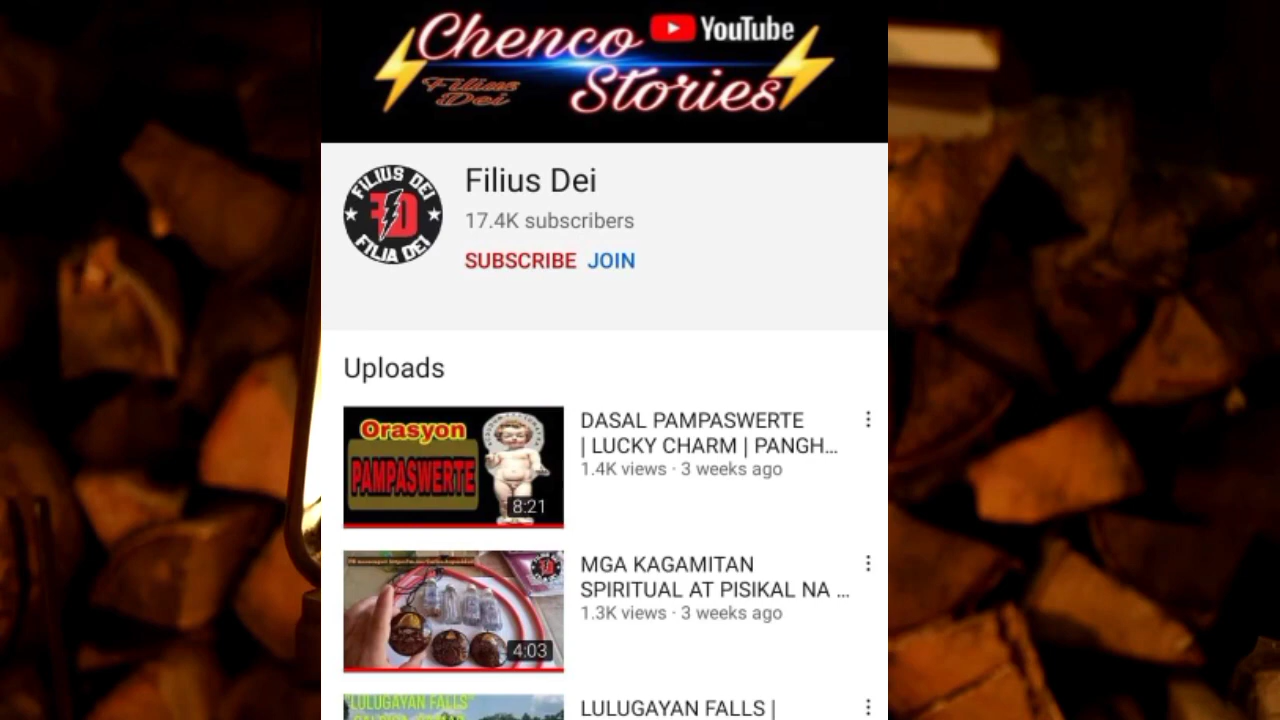 Chenco
YouTube
Filius
Dei
Stories
FILIUS DEI
FD
FILIA DEI
Filius Dei
17.4K subscribers
SUBSCRIBE JOIN
Uploads
Orasyon
PAMPASWERTE
8:21
DASAL PAMPASWERTE
| LUCKY CHARM | PANGH...
1.4K views · 3 weeks ago
4:03
MGA KAGAMITAN
SPIRITUAL AT PISIKAL NA ...
1.3K views · 3 weeks ago
"LULUGAYAN FALLS"
LULUGAYAN FALLS |